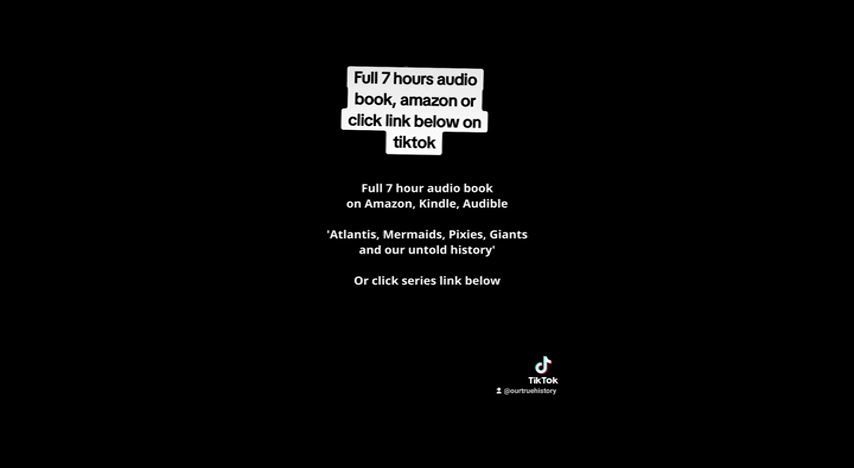 Full 7 hours audio
book, amazon or
click link below on
tiktok
Full 7 hour audio book
on Amazon, Kindle, Audible
'Atlantis, Mermaids, Pixies, Giants
and our untold history'
Or click series link below
TikTok
@ourtruehistory